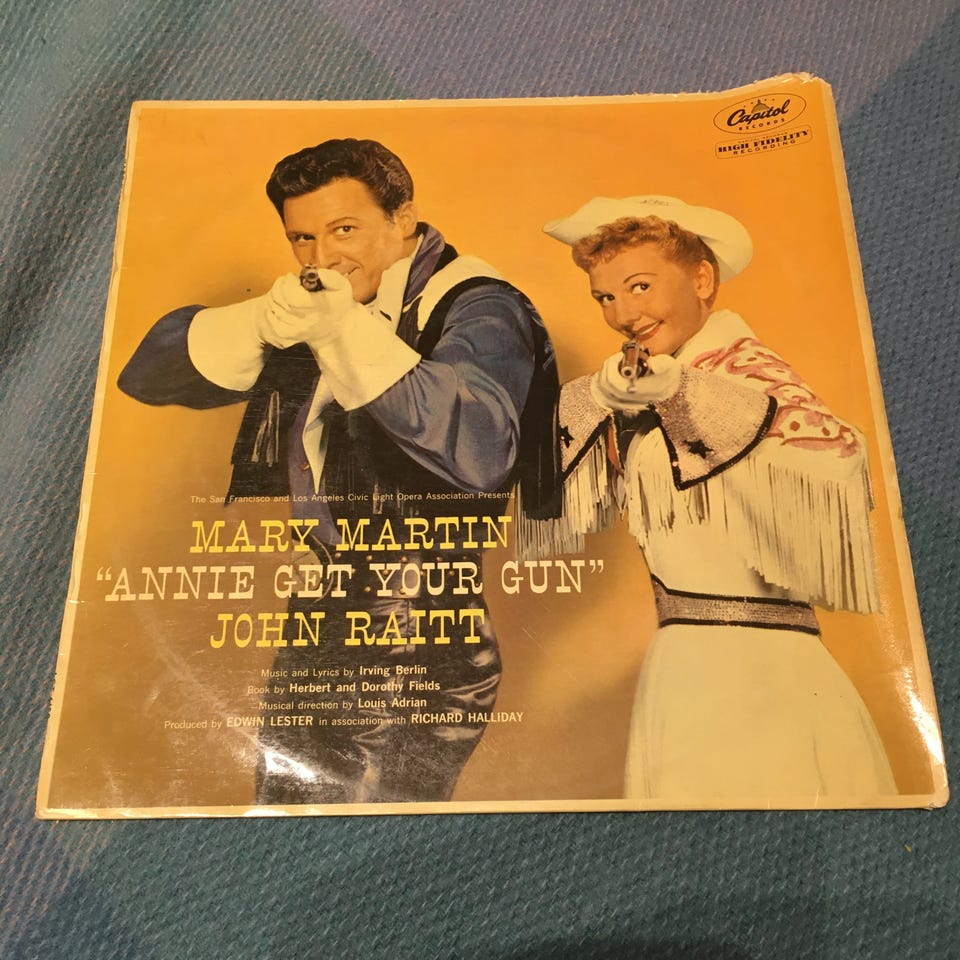 Capitol
RECORDS
HIGH FIDELITY
RECORDING
The San Francisco and Los Angeles Civic Light Opera Association Presents
MARY MARTIN
“ANNIE GET YOUR GUN”
JOHN RAITT
Music and Lyrics by Irving Berlin
Book by Herbert and Dorothy Fields
Musical direction by Louis Adrian
Produced by EDWIN LESTER in association with RICHARD HALLIDAY